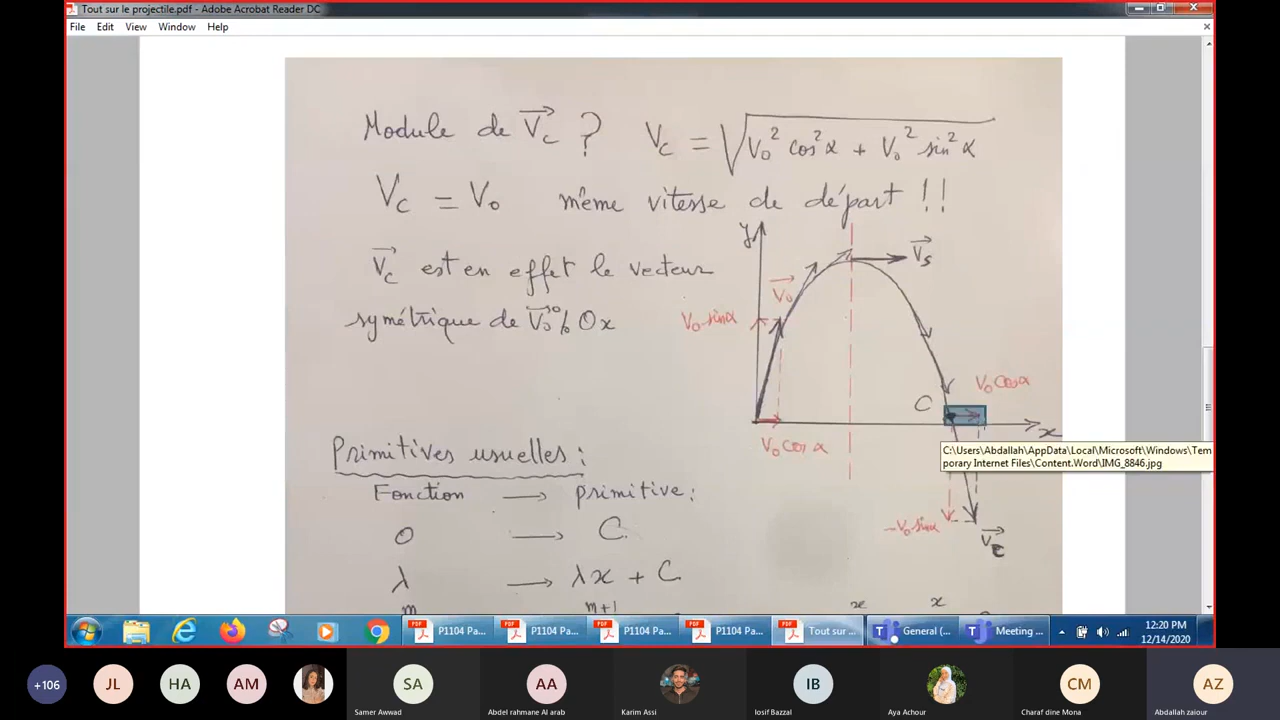 Tout sur le projectile.pdf - Adobe Acrobat Reader DC
File Edit View Window Help
Module de V⃗c ? Vc = √(V₀² cos²α + V₀² sin²α)
Vc = V₀ même vitesse de départ !!
V⃗c est en effet le vecteur
symétrique de V⃗₀ % Ox
y
V⃗s
V⃗₀
V₀ sinα
V₀ cosα
C
x
V₀ cos α
C:\Users\Abdallah\AppData\Local\Microsoft\Windows\Tem
porary Internet Files\Content.Word\IMG_8846.jpg
-V₀ sinα
V⃗c
Primitives usuelles :
Fonction → primitive :
0 → C
λ → λx + C
m m+1 x x
P1104 Pa...
P1104 Pa...
P1104 Pa...
P1104 Pa...
Tout sur ...
General (...
Meeting ...
12:20 PM
12/14/2020
+106
JL
HA
AM
SA
Samer Awwad
AA
Abdel rahmane Al arab
Karim Assi
IB
Iosif Bazzal
Aya Achour
CM
Charaf dine Mona
AZ
Abdallah zaiour